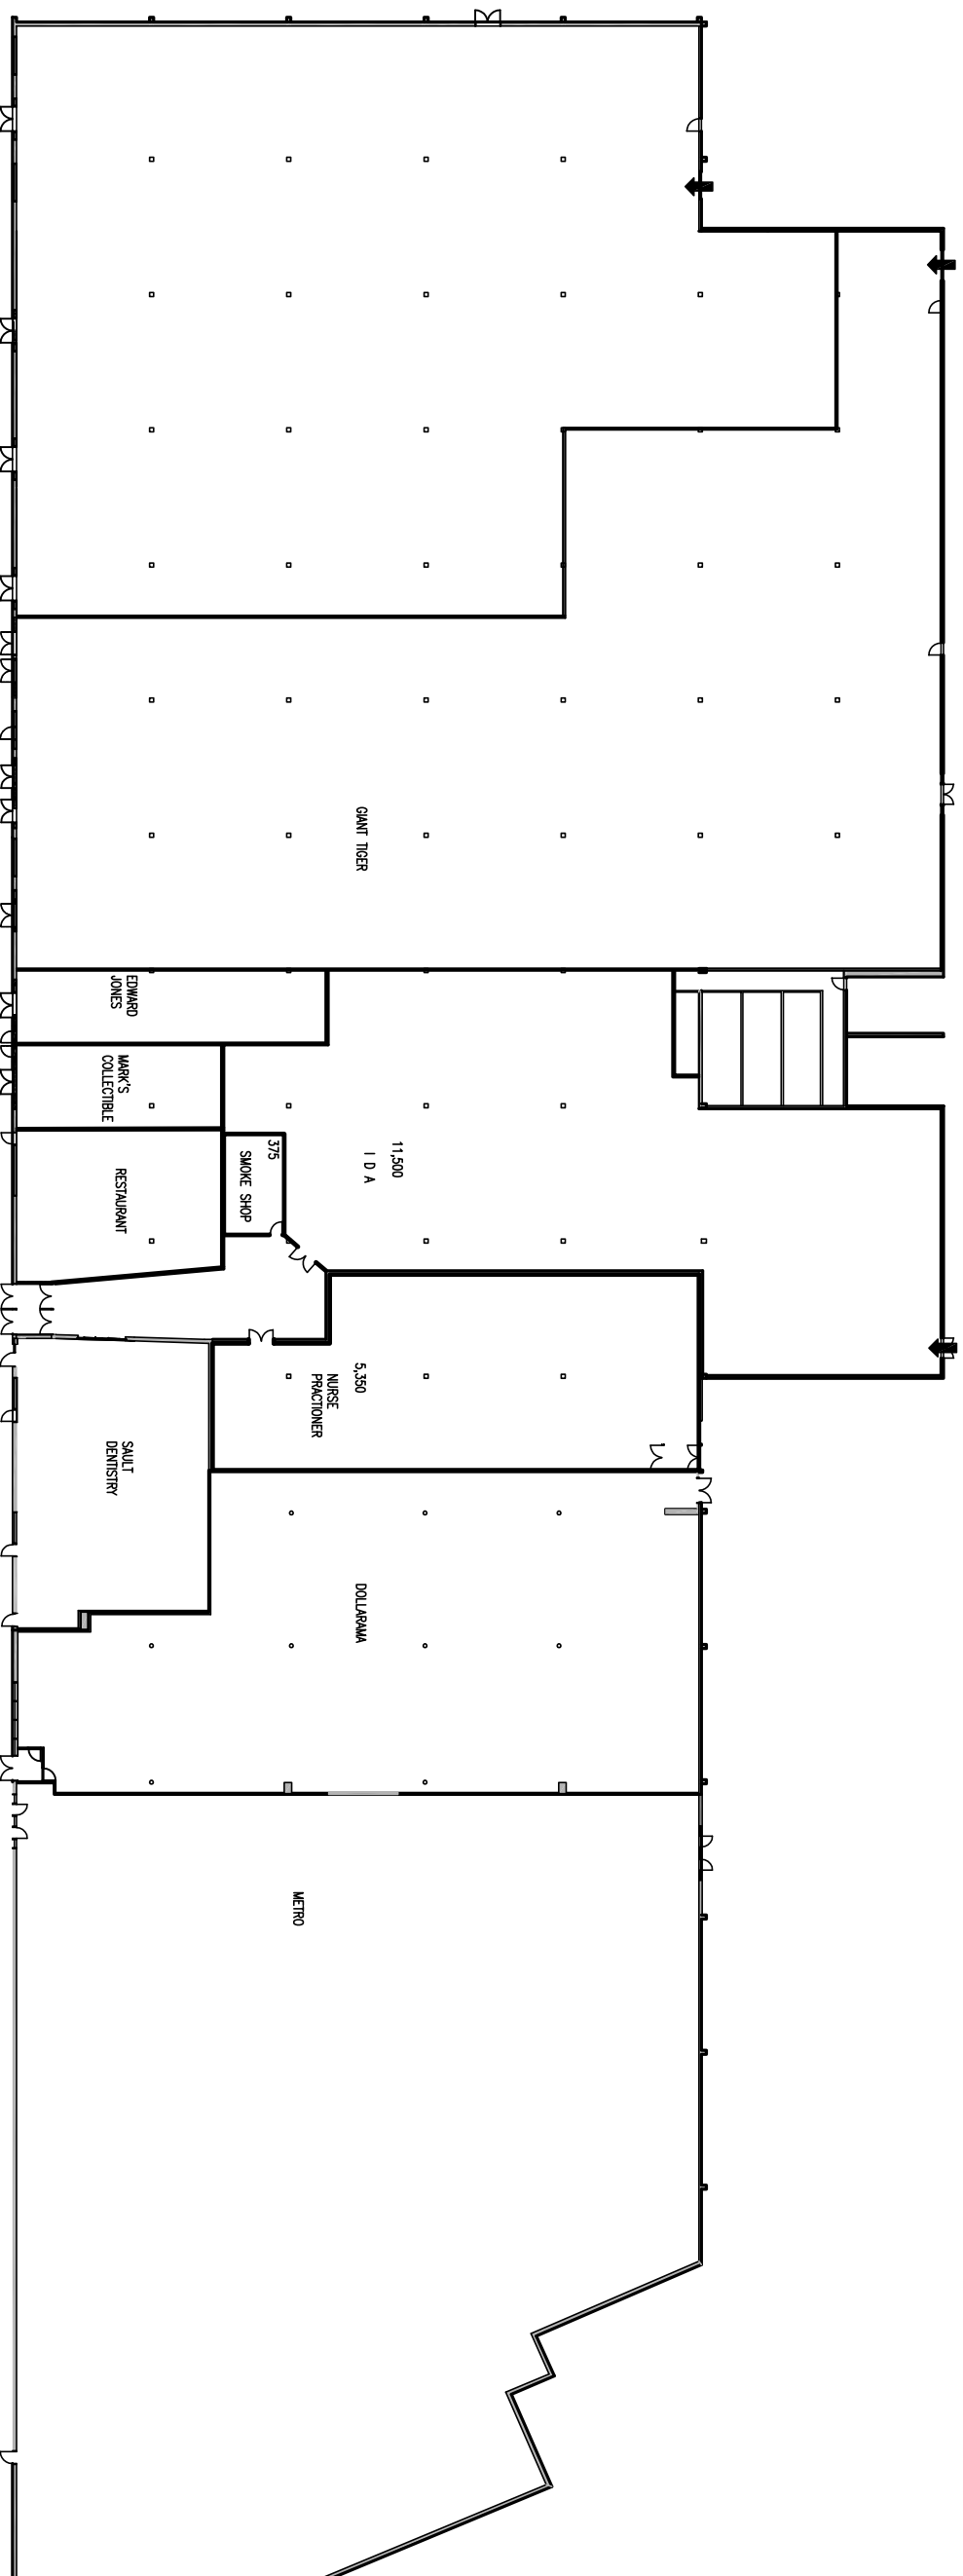 GIANT TIGER
EDWARD
JONES
MARK'S
COLLECTIBLE
RESTAURANT
375
SMOKE SHOP
11,500
I D A
5,350
NURSE
PRACTIONER
SAULT
DENTISTRY
DOLLARAMA
METRO